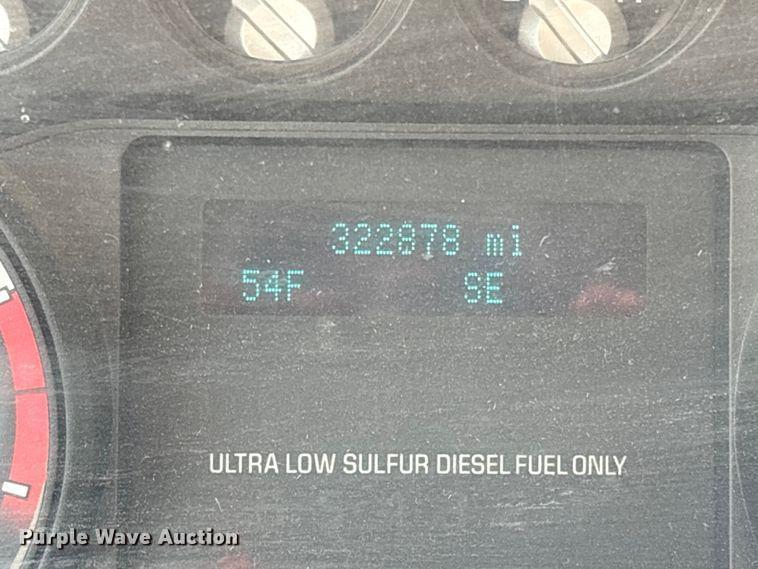 322878 mi
54F SE
ULTRA LOW SULFUR DIESEL FUEL ONLY
Purple Wave Auction